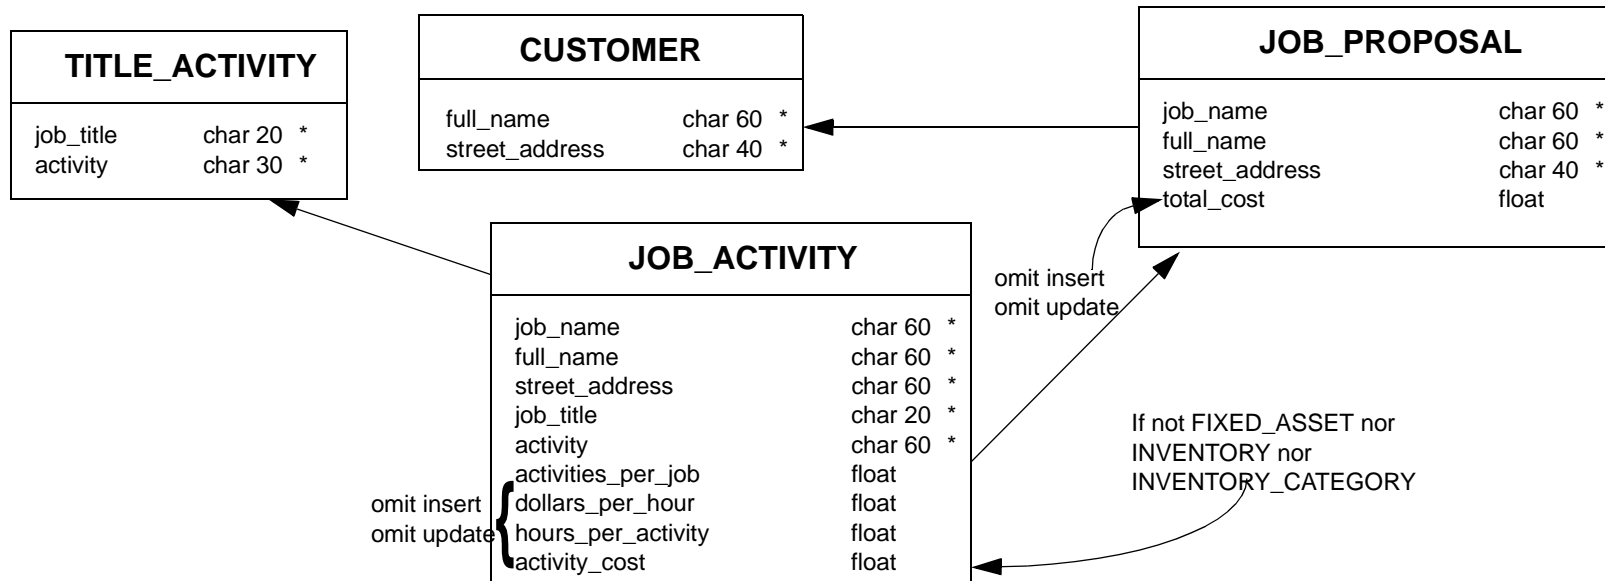 TITLE_ACTIVITY
job_title char 20 *
activity char 30 *
CUSTOMER
full_name char 60 *
street_address char 40 *
JOB_PROPOSAL
job_name char 60 *
full_name char 60 *
street_address char 40 *
total_cost float
omit insert
omit update
JOB_ACTIVITY
job_name char 60 *
full_name char 60 *
street_address char 60 *
job_title char 20 *
activity char 60 *
activities_per_job float
dollars_per_hour float
hours_per_activity float
activity_cost float
omit insert
omit update
If not FIXED_ASSET nor
INVENTORY nor
INVENTORY_CATEGORY